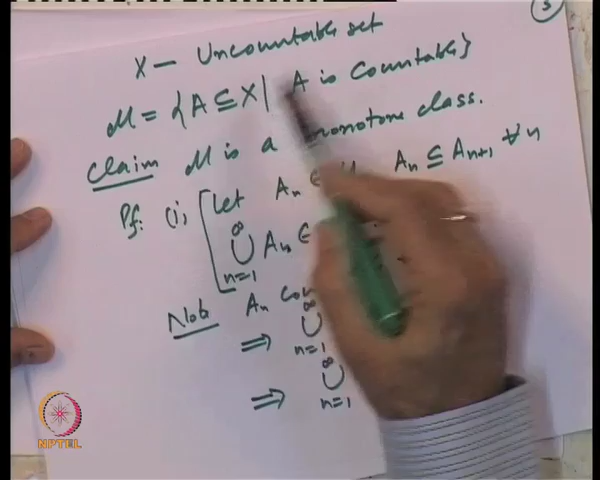 3
X — Uncountable set
M = {A ⊆ X | A is Countable}
Claim M is a monotone class.
Pf: (i) [Let An ∈ An ⊆ An+1 ∀ n
∞ ⋃ n=1 An ∈
Note An
⇒ ∞ ⋃ n=1
⇒ ∞ ⋃ n=1
NPTEL